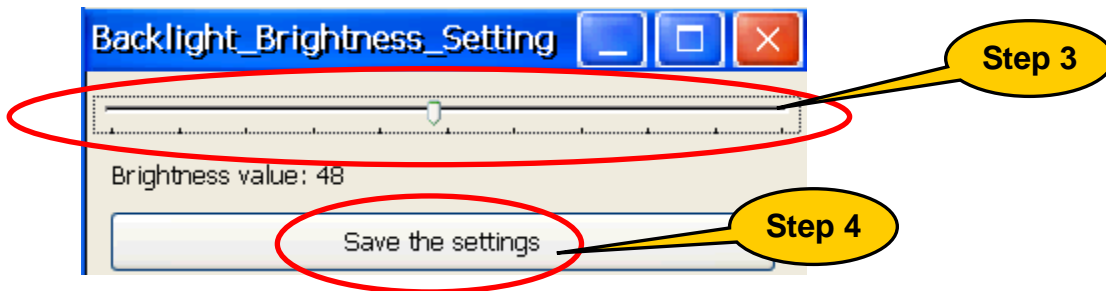 Backlight_Brightness_Setting
Step 3
Brightness value: 48
Save the settings
Step 4